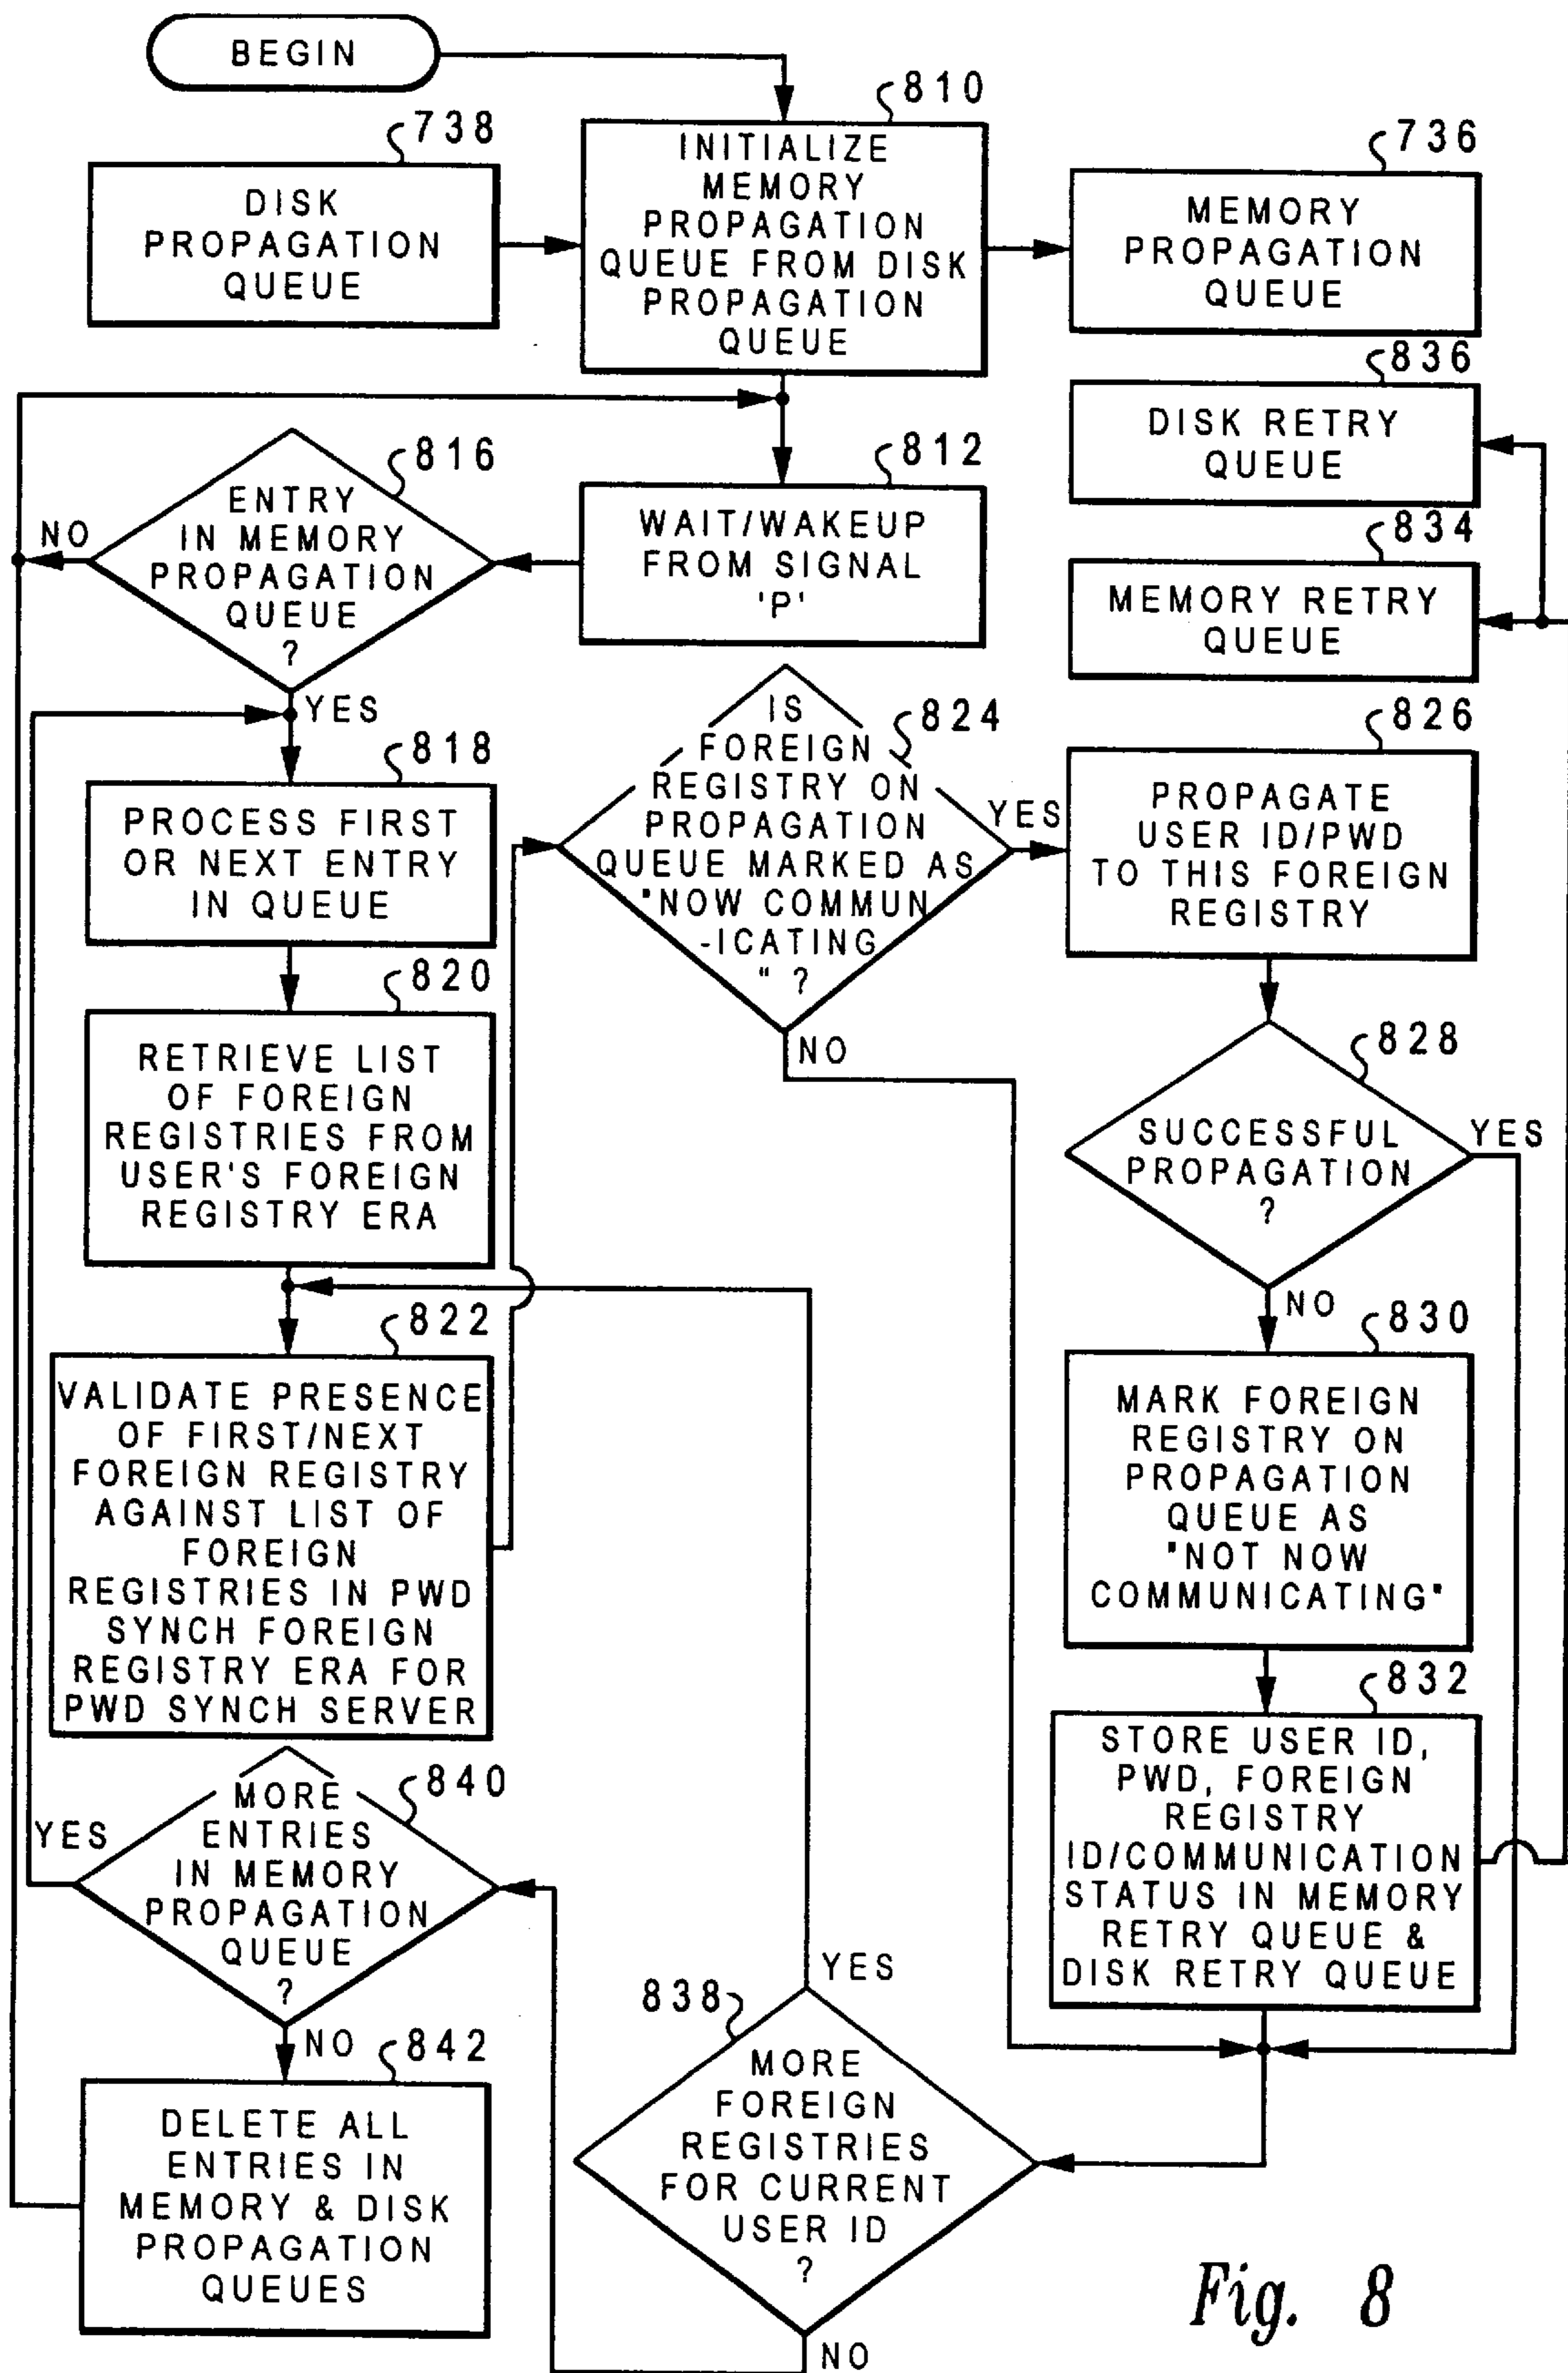 BEGIN
810
INITIALIZE
MEMORY
PROPAGATION
QUEUE FROM DISK
PROPAGATION
QUEUE
738
DISK
PROPAGATION
QUEUE
736
MEMORY
PROPAGATION
QUEUE
836
DISK RETRY
QUEUE
834
MEMORY RETRY
QUEUE
812
WAIT/WAKEUP
FROM SIGNAL
'P'
816
ENTRY
IN MEMORY
PROPAGATION
QUEUE
?
NO
YES
818
PROCESS FIRST
OR NEXT ENTRY
IN QUEUE
820
RETRIEVE LIST
OF FOREIGN
REGISTRIES FROM
USER'S FOREIGN
REGISTRY ERA
822
VALIDATE PRESENCE
OF FIRST/NEXT
FOREIGN REGISTRY
AGAINST LIST OF
FOREIGN
REGISTRIES IN PWD
SYNCH FOREIGN
REGISTRY ERA FOR
PWD SYNCH SERVER
824
IS
FOREIGN
REGISTRY ON
PROPAGATION
QUEUE MARKED AS
"NOW COMMUN
-ICATING
" ?
YES
NO
826
PROPAGATE
USER ID/PWD
TO THIS FOREIGN
REGISTRY
828
SUCCESSFUL
PROPAGATION
?
YES
NO
830
MARK FOREIGN
REGISTRY ON
PROPAGATION
QUEUE AS
"NOT NOW
COMMUNICATING"
832
STORE USER ID,
PWD, FOREIGN
REGISTRY
ID/COMMUNICATION
STATUS IN MEMORY
RETRY QUEUE &
DISK RETRY QUEUE
838
MORE
FOREIGN
REGISTRIES
FOR CURRENT
USER ID
?
YES
NO
840
MORE
ENTRIES
IN MEMORY
PROPAGATION
QUEUE
?
YES
NO
842
DELETE ALL
ENTRIES IN
MEMORY & DISK
PROPAGATION
QUEUES
Fig. 8